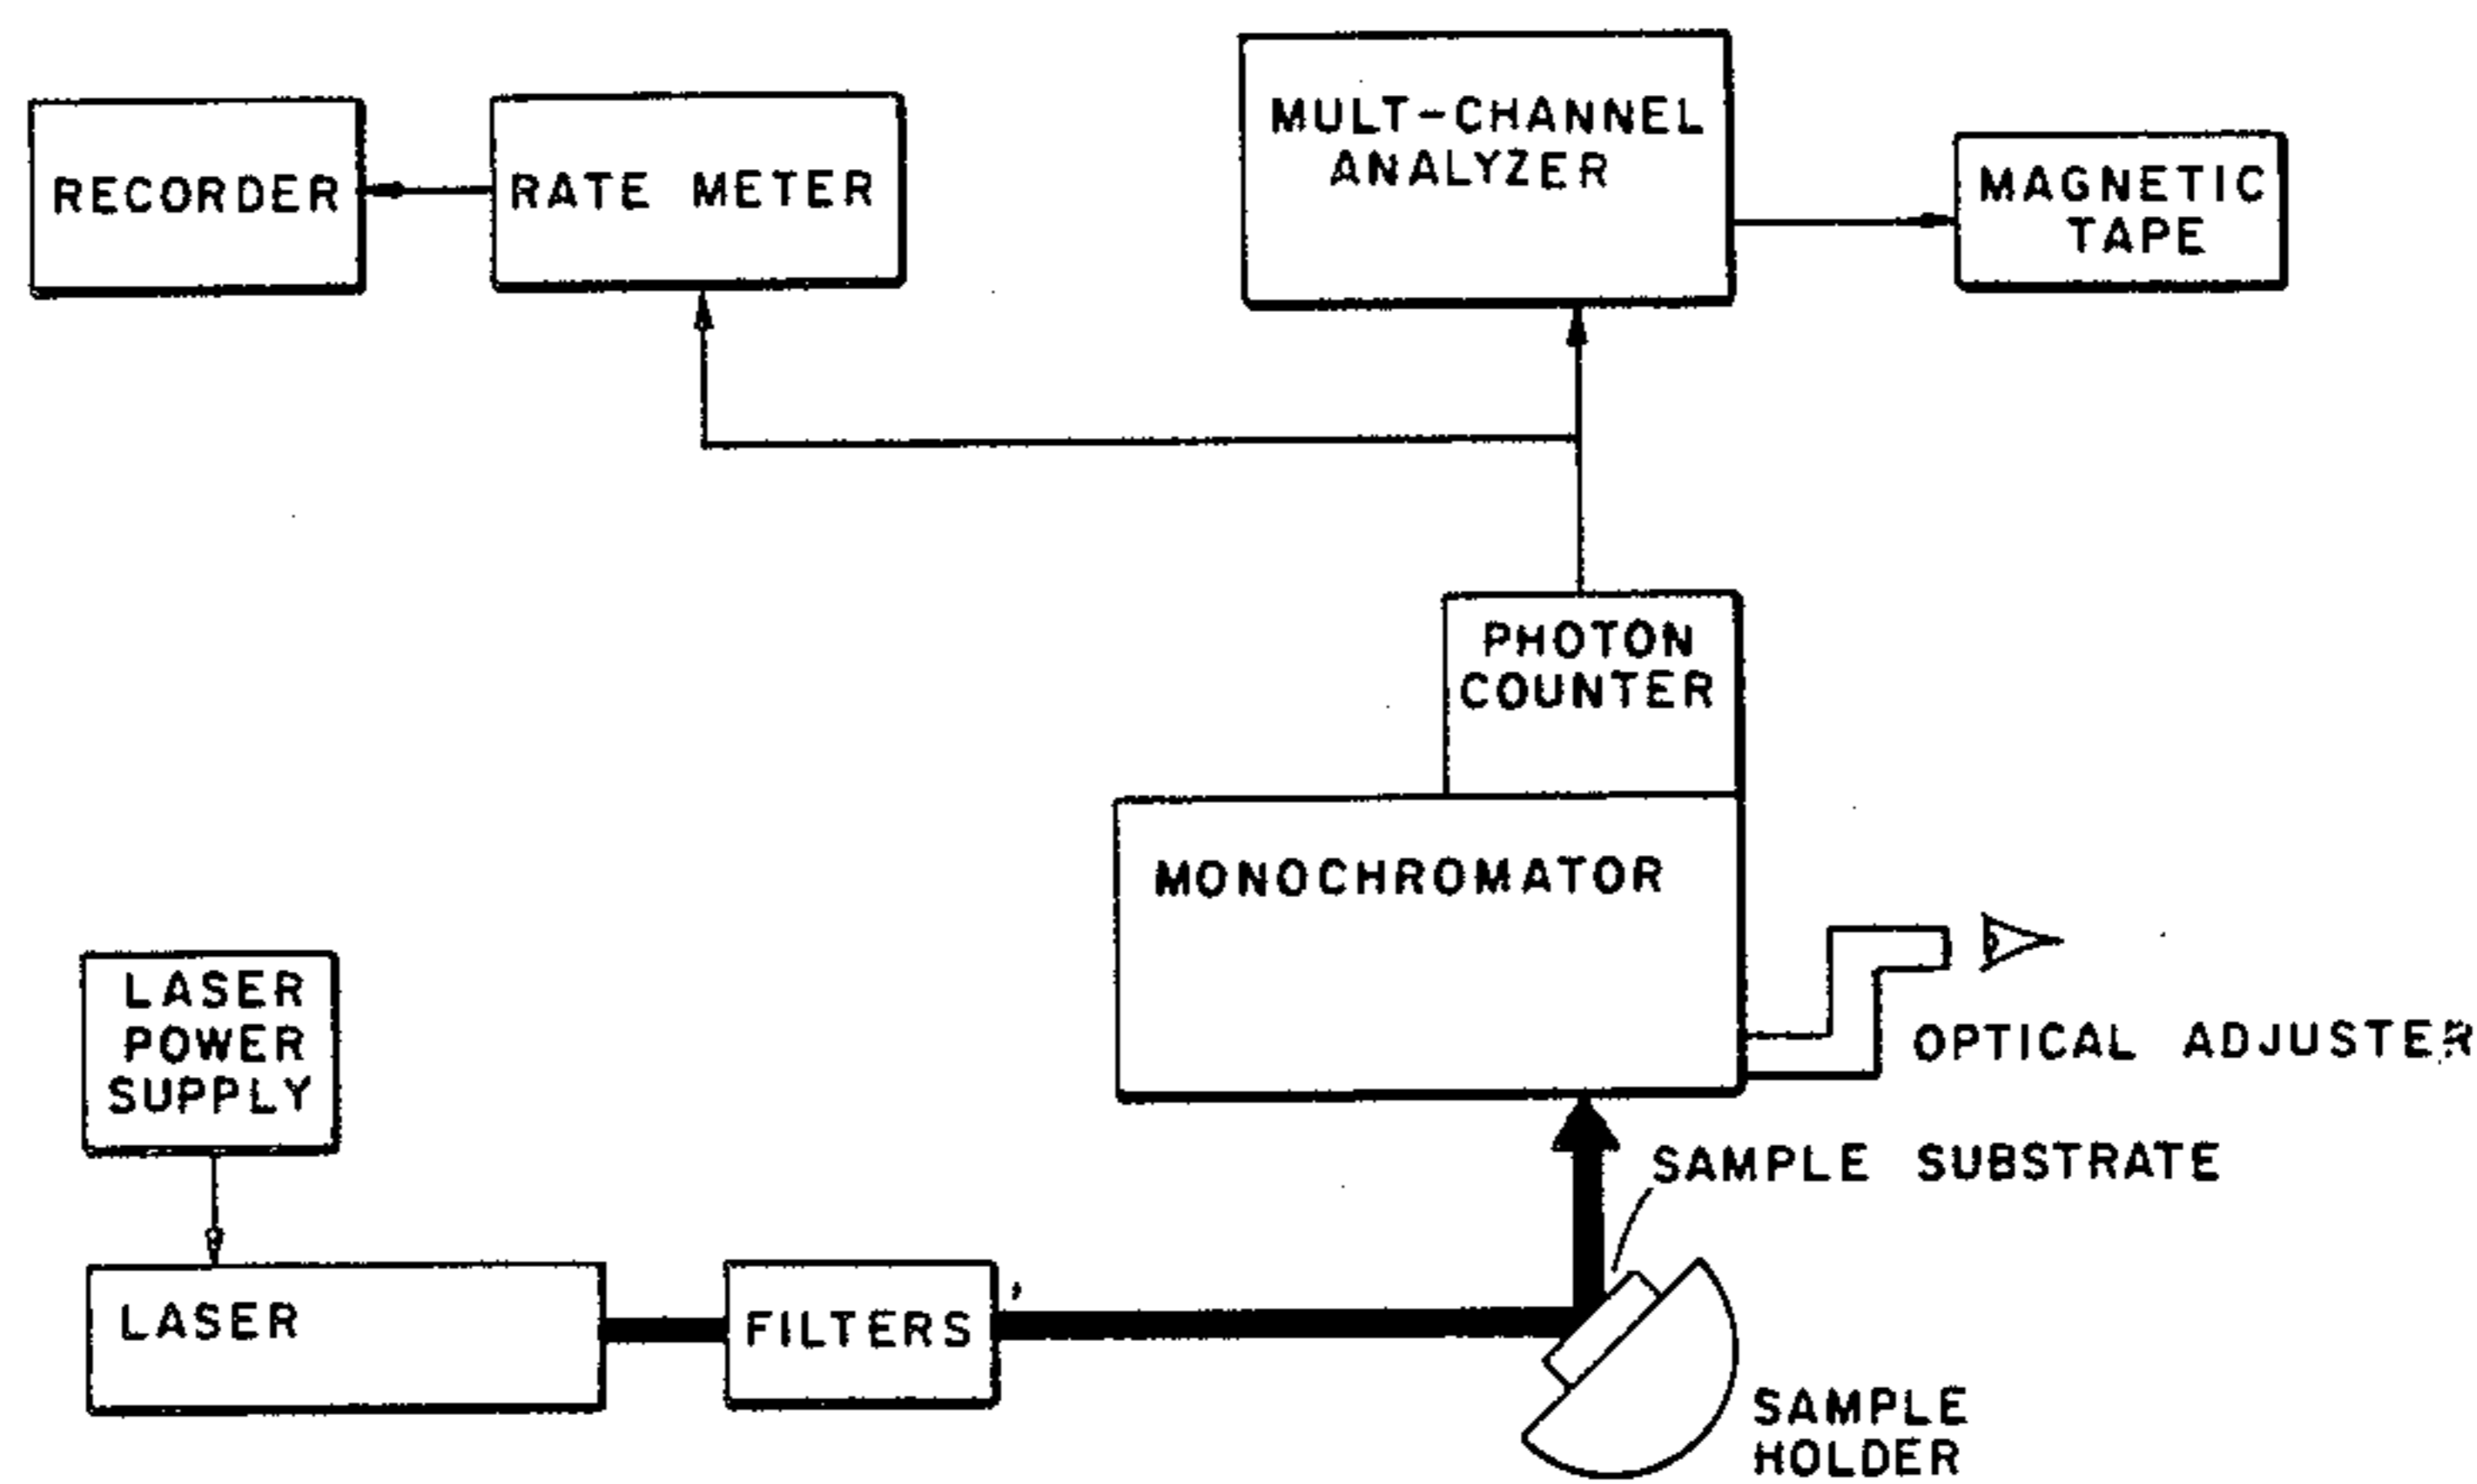 RECORDER
RATE METER
MULT-CHANNEL
ANALYZER
MAGNETIC
TAPE
PHOTON
COUNTER
MONOCHROMATOR
LASER
POWER
SUPPLY
OPTICAL ADJUSTER
SAMPLE SUBSTRATE
LASER
FILTERS
SAMPLE
HOLDER